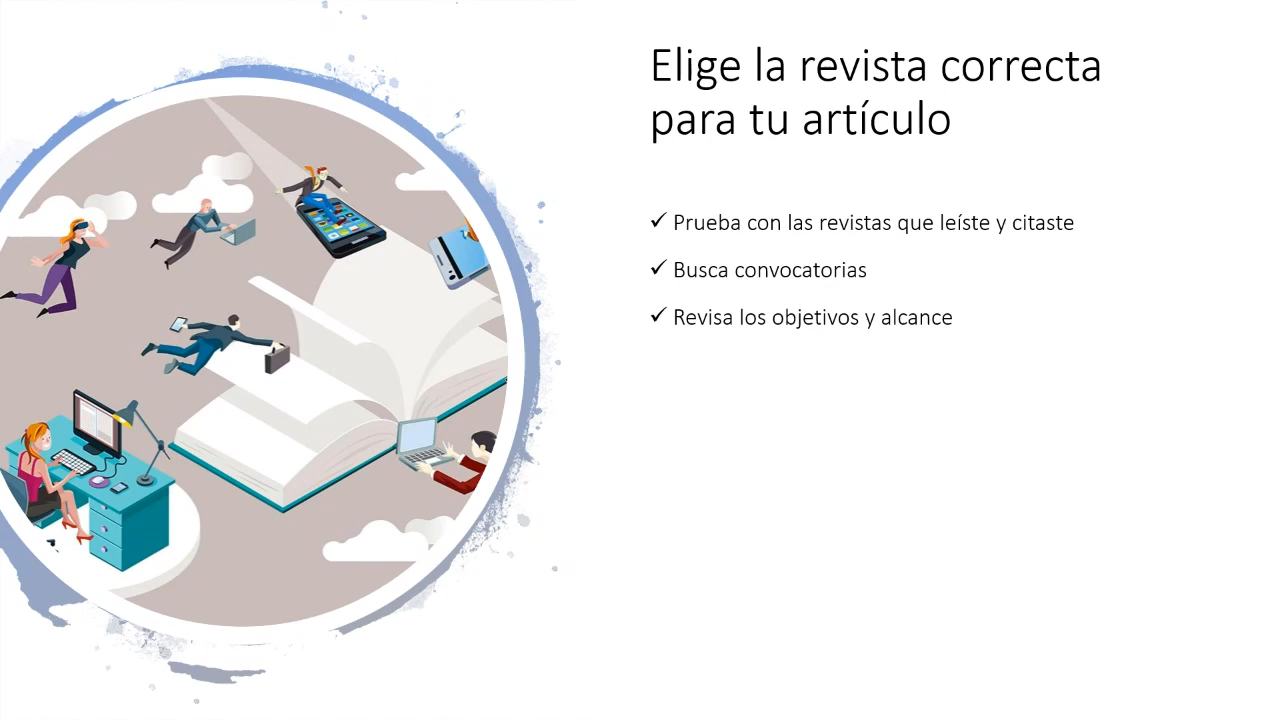 Elige la revista correcta
para tu artículo
✓ Prueba con las revistas que leíste y citaste
✓ Busca convocatorias
✓ Revisa los objetivos y alcance